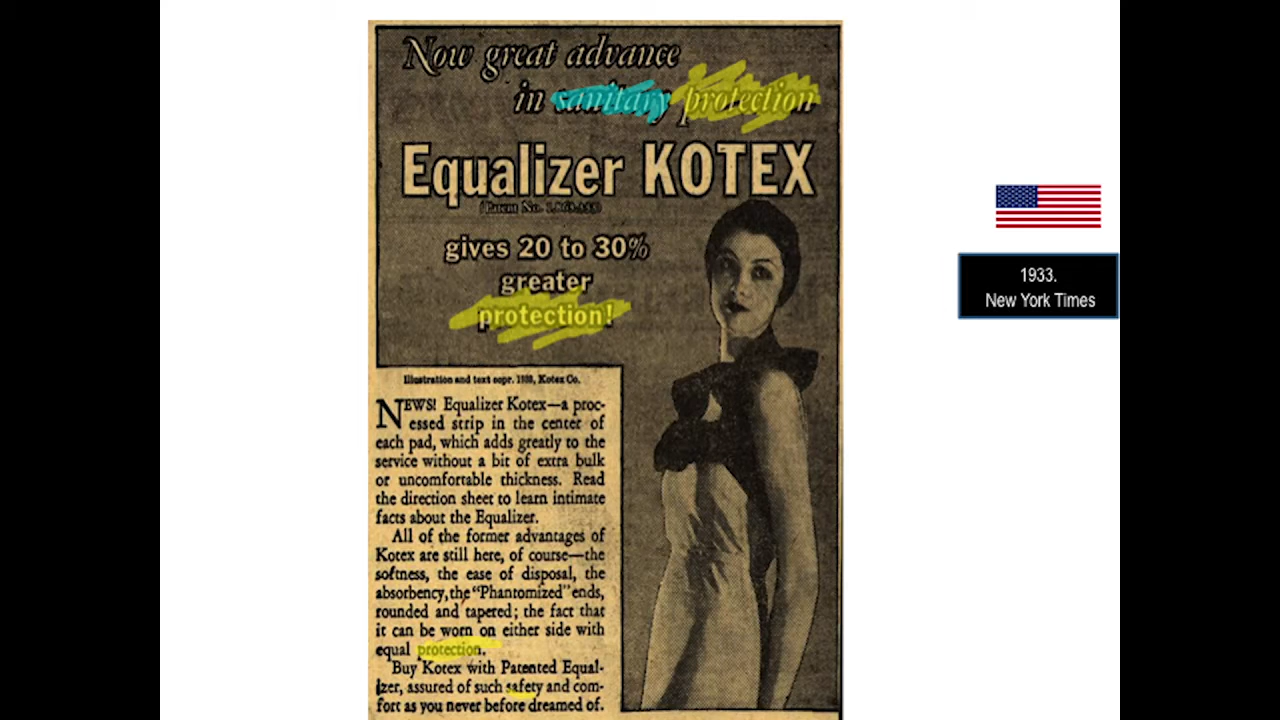 Now great advance
in sanitary protection
Equalizer KOTEX
gives 20 to 30%
greater
protection!
Illustration and text copr. 1933, Kotex Co.
NEWS! Equalizer Kotex—a proc-
essed strip in the center of
each pad, which adds greatly to the
service without a bit of extra bulk
or uncomfortable thickness. Read
the direction sheet to learn intimate
facts about the Equalizer.
All of the former advantages of
Kotex are still here, of course—the
softness, the ease of disposal, the
absorbency, the "Phantomized" ends,
rounded and tapered; the fact that
it can be worn on either side with
equal protection.
Buy Kotex with Patented Equal-
izer, assured of such safety and com-
fort as you never before dreamed of.
1933.
New York Times